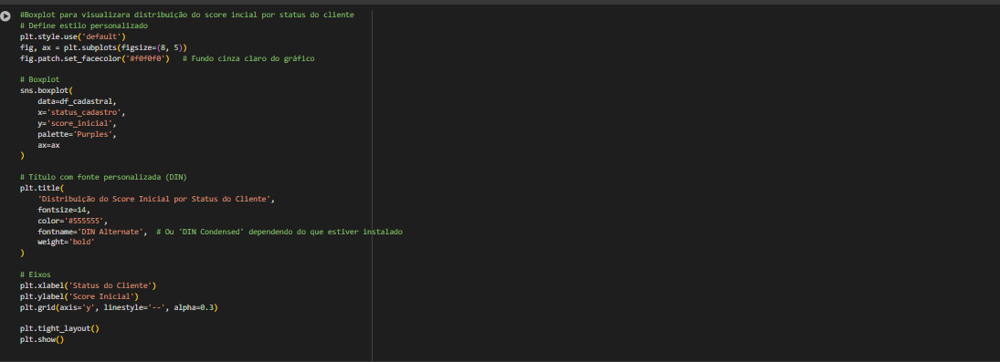 #Boxplot para visualizara distribuição do score incial por status do cliente
# Define estilo personalizado
plt.style.use('default')
fig, ax = plt.subplots(figsize=(8, 5))
fig.patch.set_facecolor('#f0f0f0')   # Fundo cinza claro do gráfico

# Boxplot
sns.boxplot(
    data=df_cadastral,
    x='status_cadastro',
    y='score_inicial',
    palette='Purples',
    ax=ax
)

# Título com fonte personalizada (DIN)
plt.title(
    'Distribuição do Score Inicial por Status do Cliente',
    fontsize=14,
    color='#555555',
    fontname='DIN Alternate',  # Ou 'DIN Condensed' dependendo do que estiver instalado
    weight='bold'
)

# Eixos
plt.xlabel('Status do Cliente')
plt.ylabel('Score Inicial')
plt.grid(axis='y', linestyle='--', alpha=0.3)

plt.tight_layout()
plt.show()